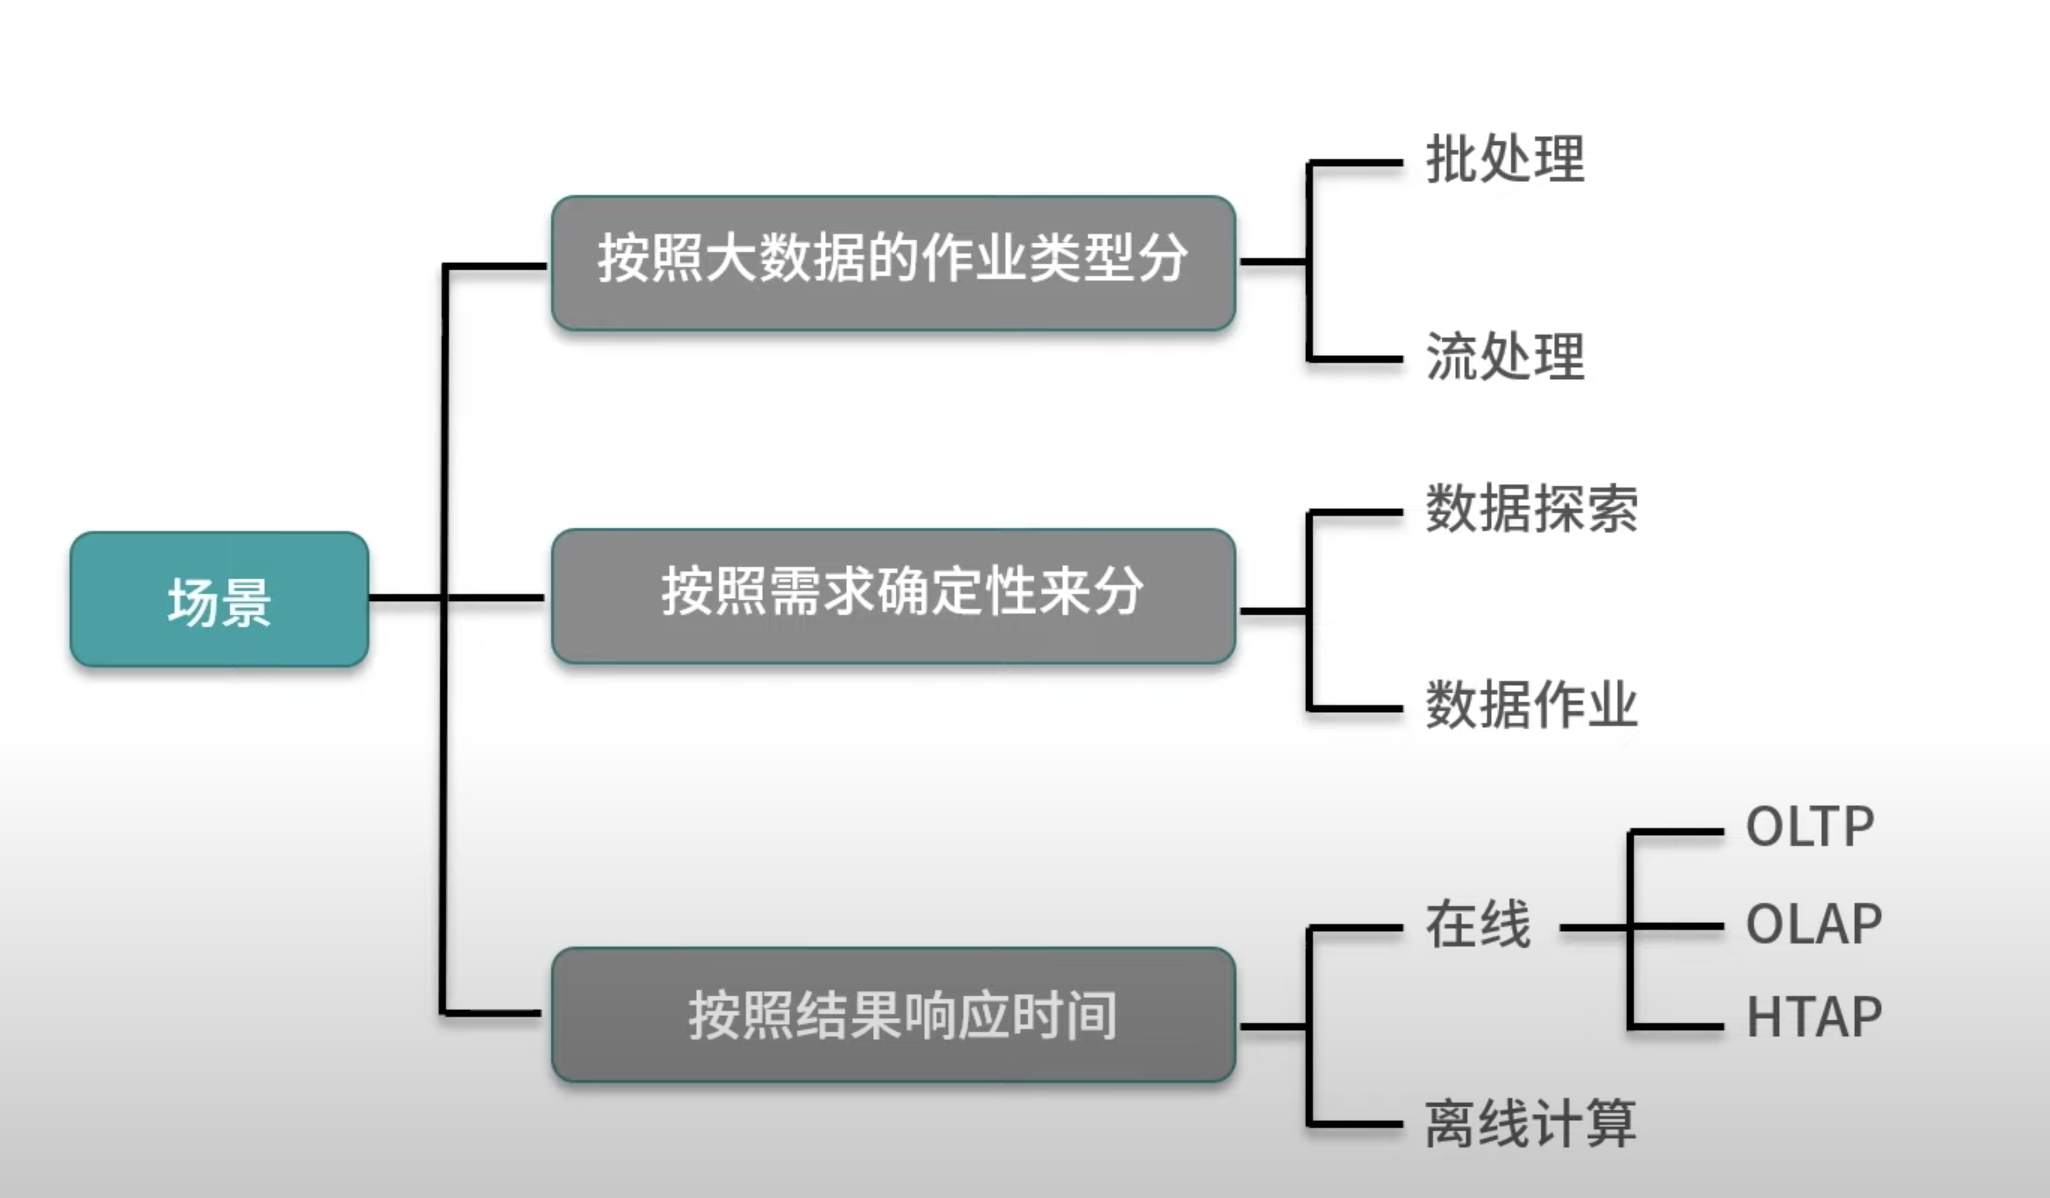 场景
按照大数据的作业类型分
批处理
流处理
按照需求确定性来分
数据探索
数据作业
按照结果响应时间
在线
OLTP
OLAP
HTAP
离线计算